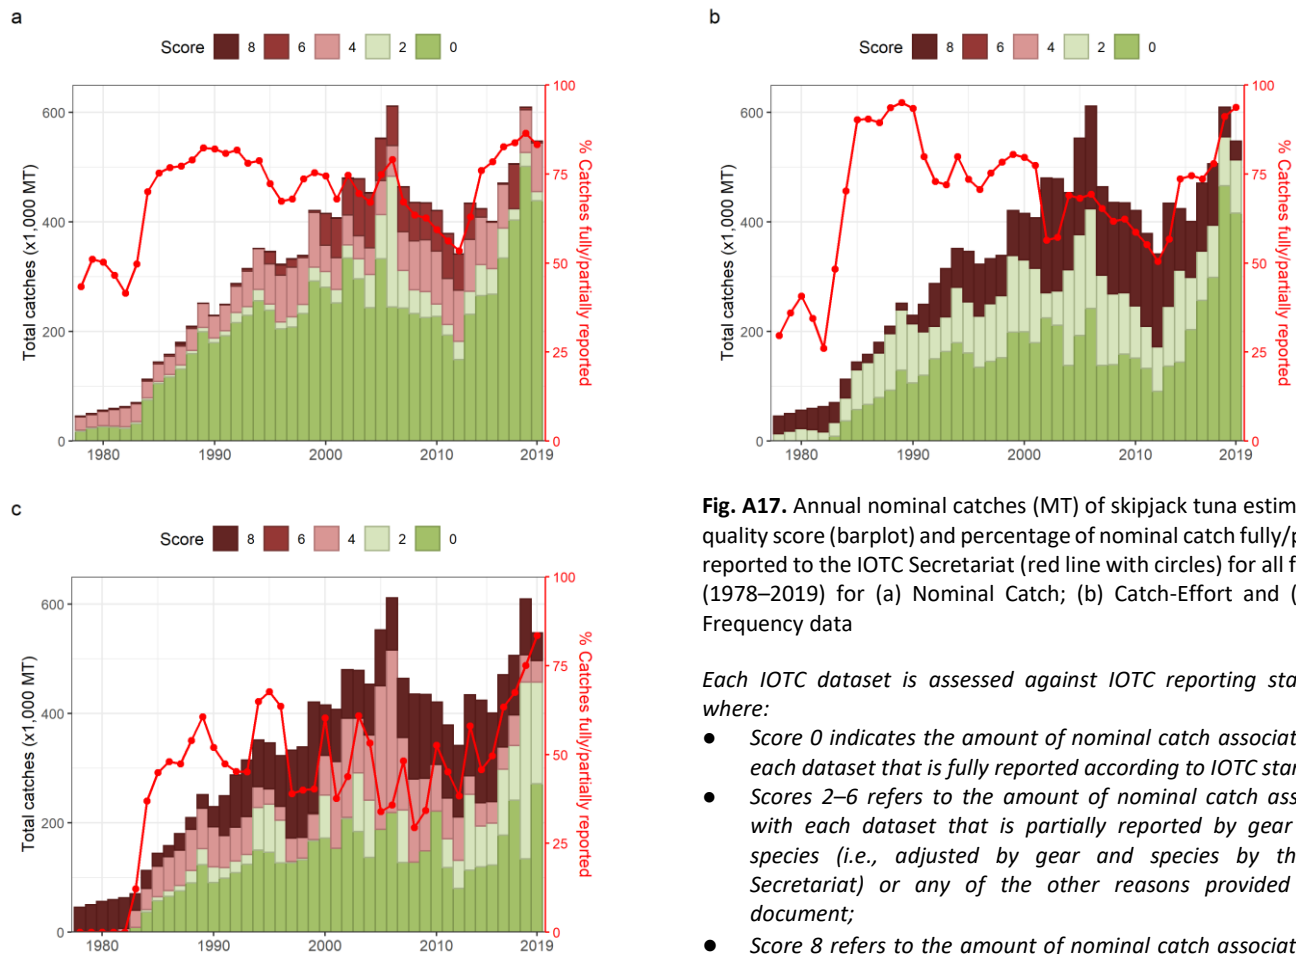 a
Score 8 6 4 2 0
600
400
200
0
Total catches (x1,000 MT)
100
75
50
25
0
% Catches fully/partially reported
1980 1990 2000 2010 2019
b
Score 8 6 4 2 0
600
400
200
0
Total catches (x1,000 MT)
100
75
50
25
0
% Catches fully/partially reported
1980 1990 2000 2010 2019
c
Score 8 6 4 2 0
600
400
200
0
Total catches (x1,000 MT)
100
75
50
25
0
% Catches fully/partially reported
1980 1990 2000 2010 2019
Fig. A17. Annual nominal catches (MT) of skipjack tuna estim
quality score (barplot) and percentage of nominal catch fully/p
reported to the IOTC Secretariat (red line with circles) for all f
(1978–2019) for (a) Nominal Catch; (b) Catch-Effort and (
Frequency data
Each IOTC dataset is assessed against IOTC reporting sta
where:
● Score 0 indicates the amount of nominal catch associat
each dataset that is fully reported according to IOTC stan
● Scores 2–6 refers to the amount of nominal catch ass
with each dataset that is partially reported by gear
species (i.e., adjusted by gear and species by th
Secretariat) or any of the other reasons provided
document;
● Score 8 refers to the amount of nominal catch associat